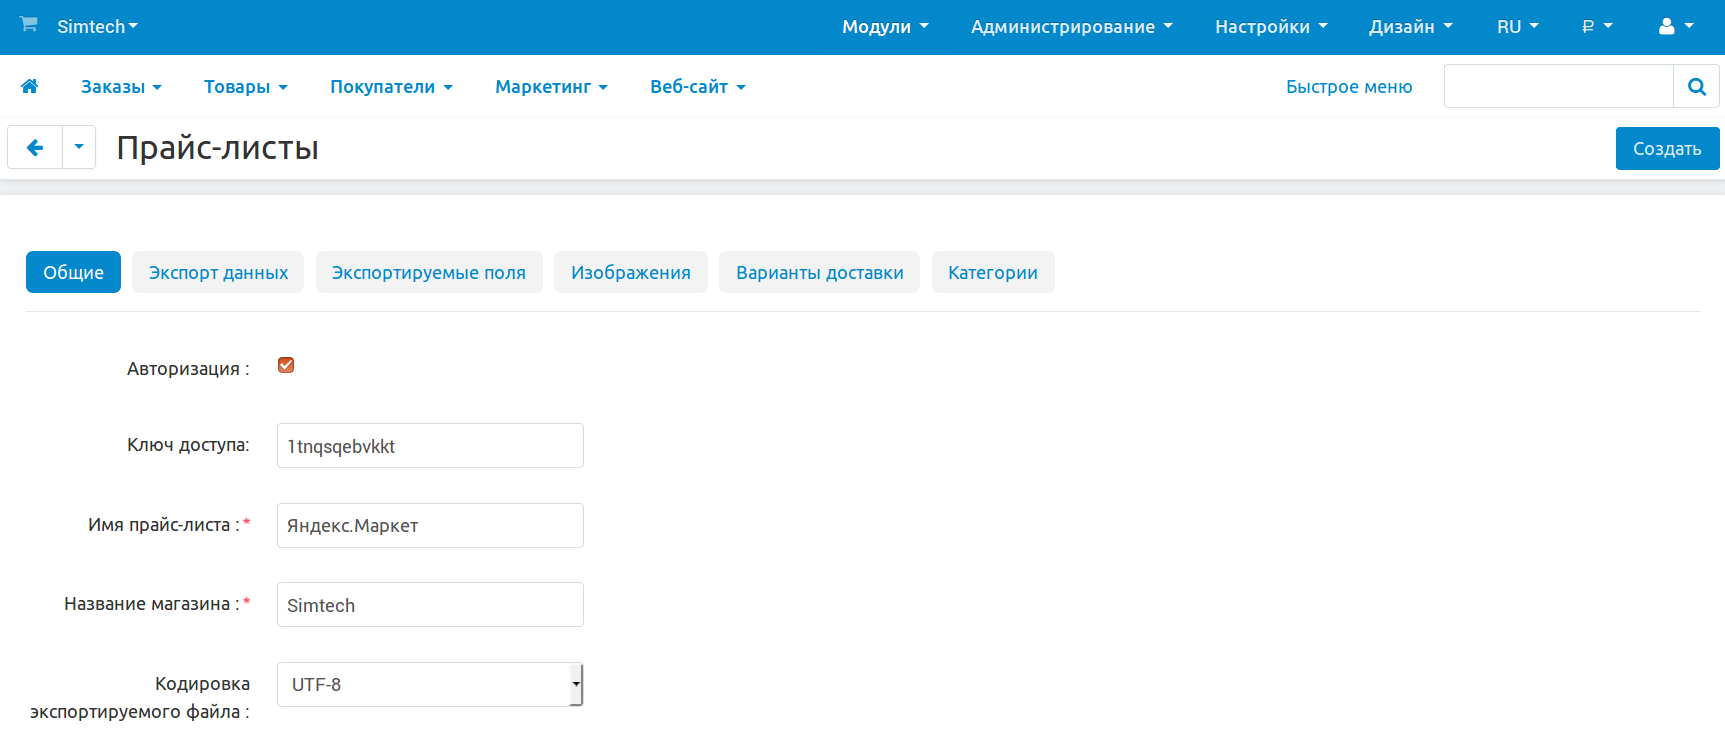 Simtech
Модули
Администрирование
Настройки
Дизайн
RU
₽
Заказы
Товары
Покупатели
Маркетинг
Веб-сайт
Быстрое меню
Прайс-листы
Создать
Общие
Экспорт данных
Экспортируемые поля
Изображения
Варианты доставки
Категории
Авторизация :
Ключ доступа:
1tnqsqebvkkt
Имя прайс-листа : *
Яндекс.Маркет
Название магазина : *
Simtech
Кодировка
экспортируемого файла :
UTF-8